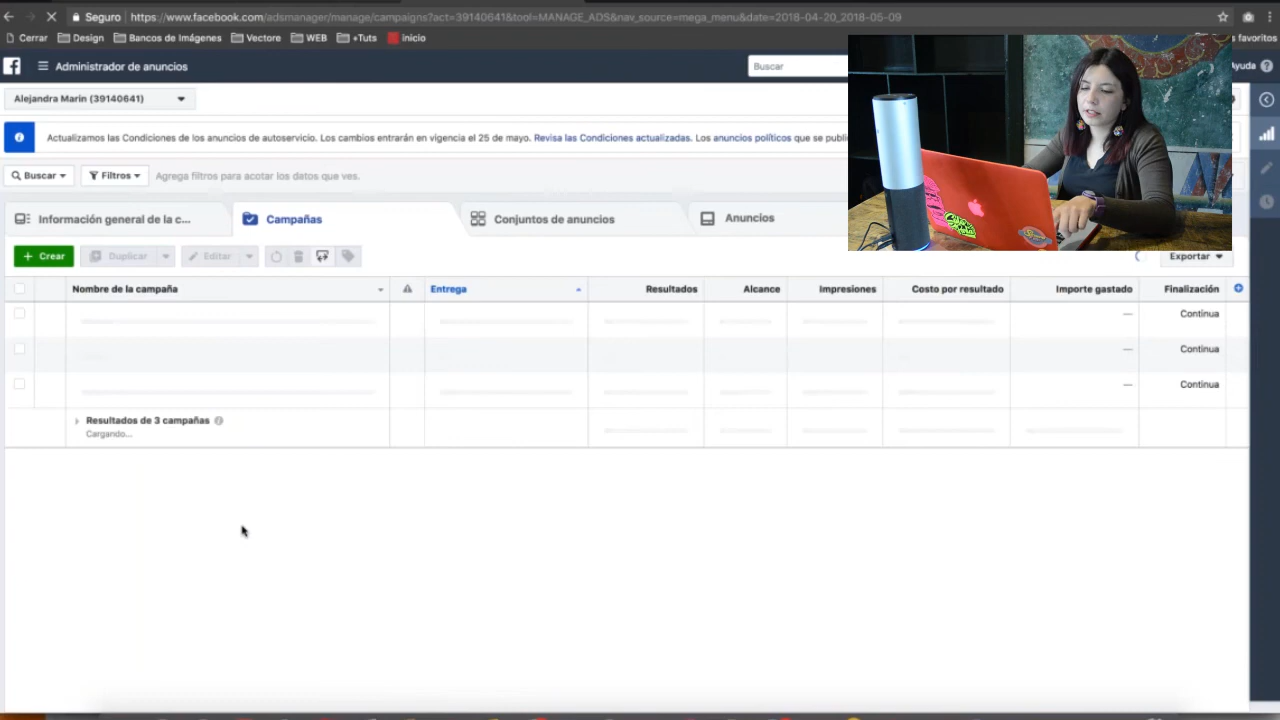 Seguro https://www.facebook.com/adsmanager/manage/campaigns?act=39140641&tool=MANAGE_ADS&nav_source=mega_menu&date=2018-04-20_2018-05-09
Cerrar Design Bancos de Imágenes Vectore WEB +Tuts inicio s favoritos
Administrador de anuncios Buscar Ayuda
Alejandra Marin (39140641)
Actualizamos las Condiciones de los anuncios de autoservicio. Los cambios entrarán en vigencia el 25 de mayo. Revisa las Condiciones actualizadas. Los anuncios políticos que se publi
Buscar Filtros Agrega filtros para acotar los datos que ves.
Información general de la c... Campañas Conjuntos de anuncios Anuncios
+ Crear Duplicar Editar Exportar
Nombre de la campaña Entrega Resultados Alcance Impresiones Costo por resultado Importe gastado Finalización
— Continua
— Continua
— Continua
Resultados de 3 campañas
Cargando...